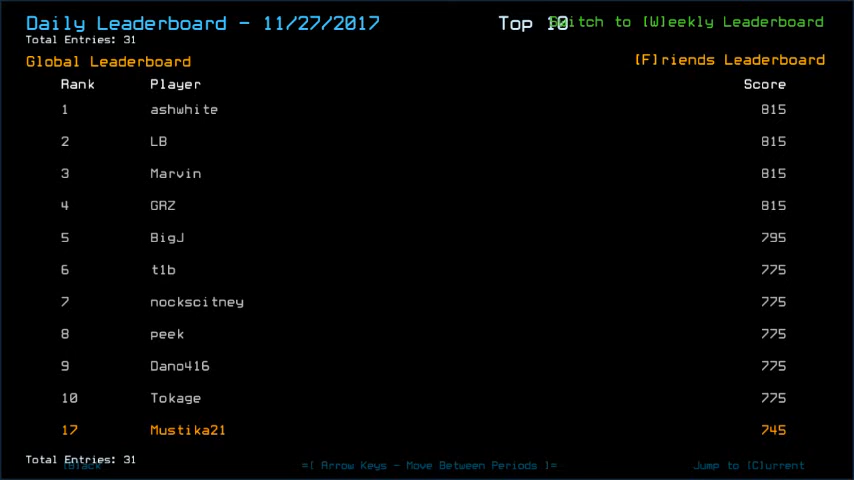 Daily Leaderboard - 11/27/2017 Top 10 Switch to [W]eekly Leaderboard
Total Entries: 31
Global Leaderboard [F]riends Leaderboard
Rank Player Score
1 ashwhite 815
2 LB 815
3 Marvin 815
4 GRZ 815
5 BigJ 795
6 t1b 775
7 nockscitney 775
8 peek 775
9 Dano416 775
10 Tokage 775
17 Mustika21 745
Total Entries: 31
[B]ack =[ Arrow Keys - Move Between Periods ]= Jump to [C]urrent